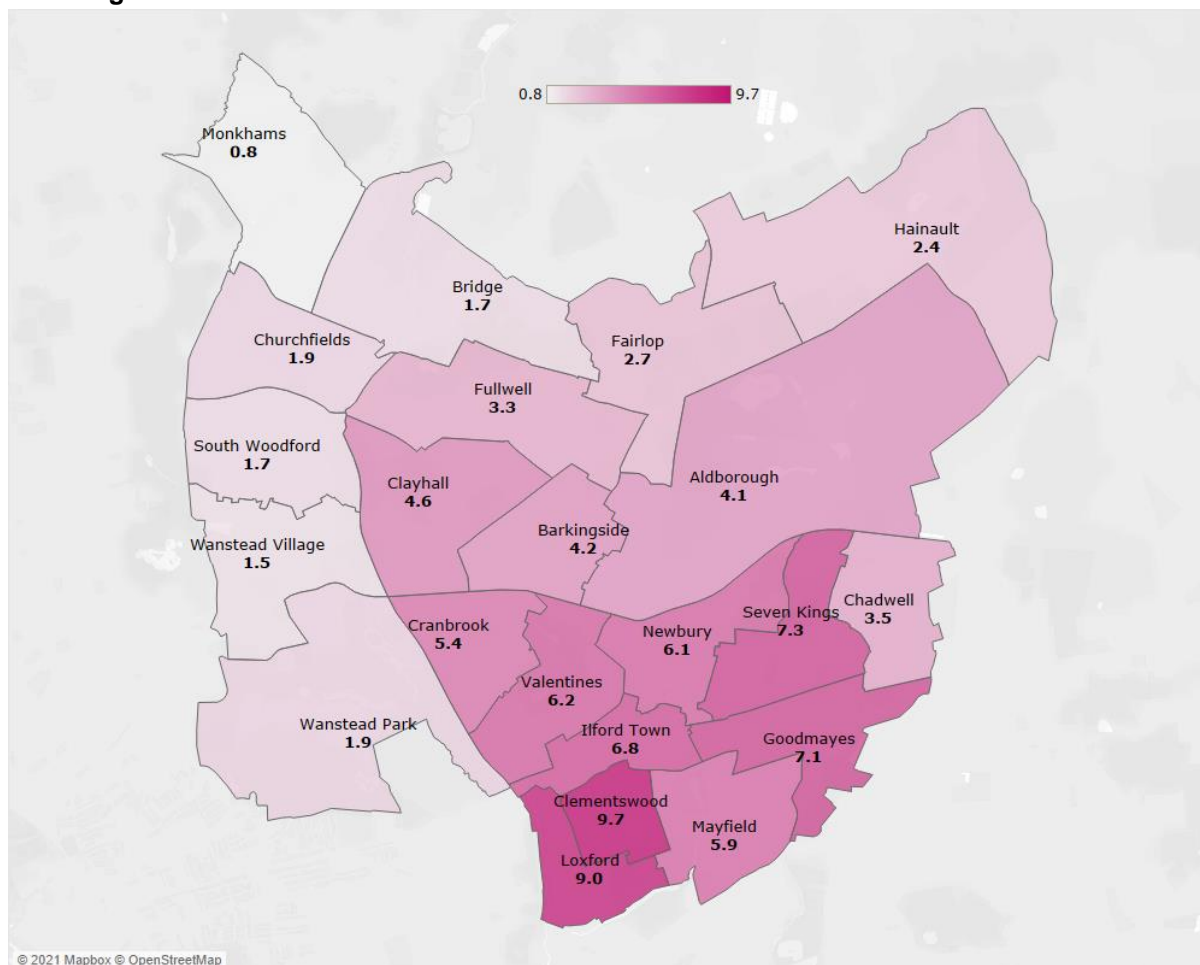 0.8 9.7
Monkhams
0.8
Hainault
2.4
Bridge
1.7
Churchfields
1.9
Fairlop
2.7
Fullwell
3.3
South Woodford
1.7
Clayhall
4.6
Aldborough
4.1
Barkingside
4.2
Wanstead Village
1.5
Cranbrook
5.4
Newbury
6.1
Seven Kings
7.3
Chadwell
3.5
Valentines
6.2
Wanstead Park
1.9
Ilford Town
6.8
Goodmayes
7.1
Clementswood
9.7
Mayfield
5.9
Loxford
9.0
© 2021 Mapbox © OpenStreetMap